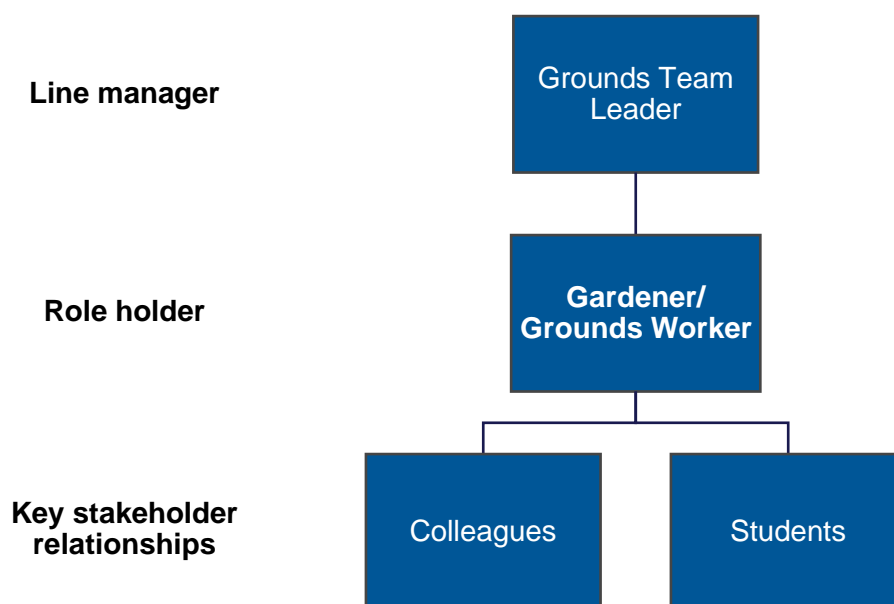 Line manager
Grounds Team
Leader
Role holder
Gardener/
Grounds Worker
Key stakeholder
relationships
Colleagues
Students